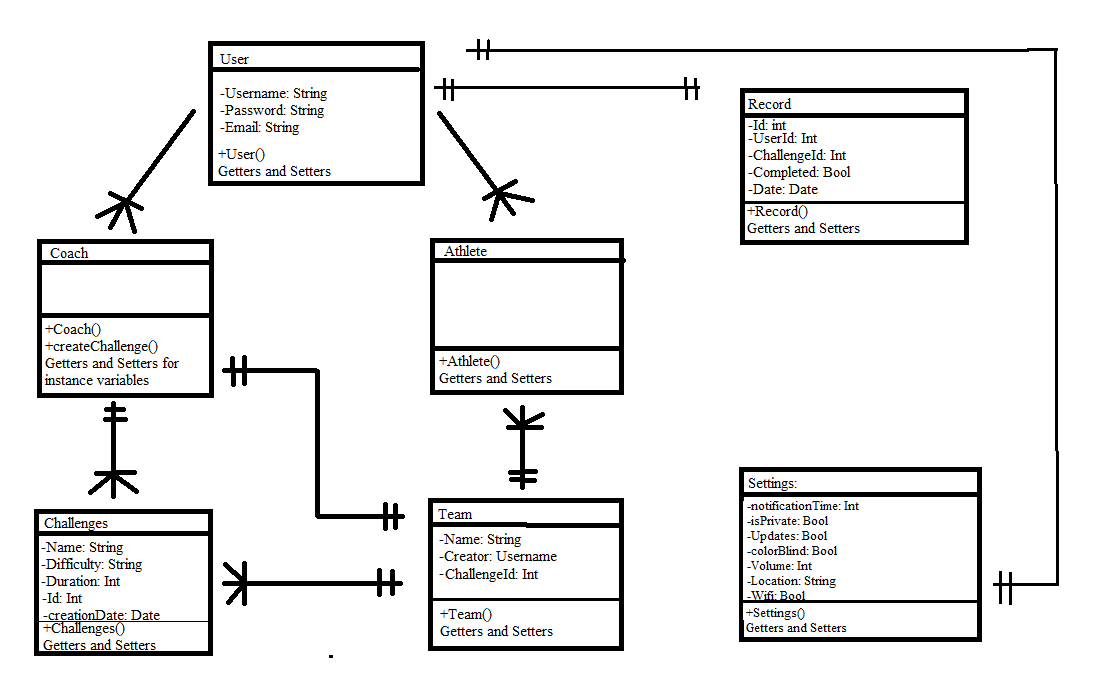 User
-Username: String
-Password: String
-Email: String
+User()
Getters and Setters
Record
-Id: int
-UserId: Int
-ChallengeId: Int
-Completed: Bool
-Date: Date
+Record()
Getters and Setters
Coach
+Coach()
+createChallenge()
Getters and Setters for
instance variables
Athlete
+Athlete()
Getters and Setters
Challenges
-Name: String
-Difficulty: String
-Duration: Int
-Id: Int
-creationDate: Date
+Challenges()
Getters and Setters
Team
-Name: String
-Creator: Username
-ChallengeId: Int
+Team()
Getters and Setters
Settings:
-notificationTime: Int
-isPrivate: Bool
-Updates: Bool
-colorBlind: Bool
-Volume: Int
-Location: String
-Wifi: Bool
+Settings()
Getters and Setters